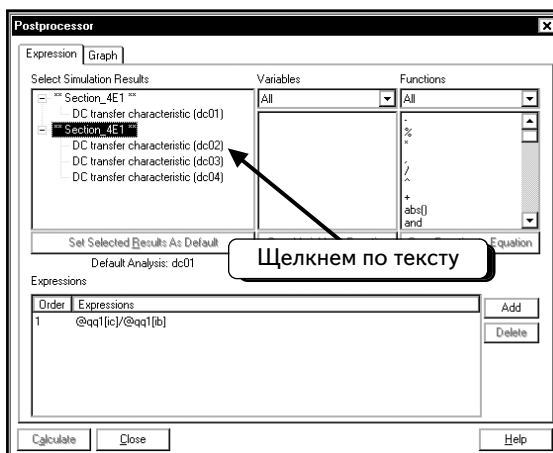 Postprocessor
Expression Graph
Select Simulation Results Variables Functions
** Section_4E1 ** All All
DC transfer characteristic (dc01)
** Section_4E1 **
DC transfer characteristic (dc02)
DC transfer characteristic (dc03)
DC transfer characteristic (dc04)
-
%
*
,
/
^
+
abs()
and
Set Selected Results As Default Equation
Щелкнем по тексту
Default Analysis: dc01
Expressions
Order Expressions
1 @qq1[ic]/@qq1[ib]
Add
Delete
Calculate Close Help